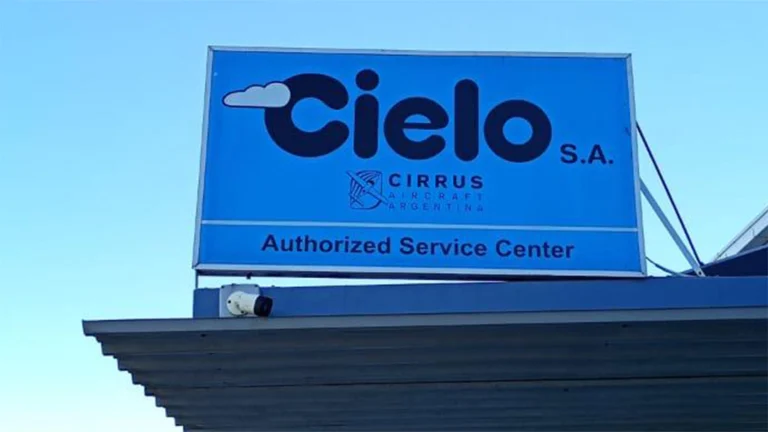 Cielo S.A.
CIRRUS
AIRCRAFT
ARGENTINA
Authorized Service Center